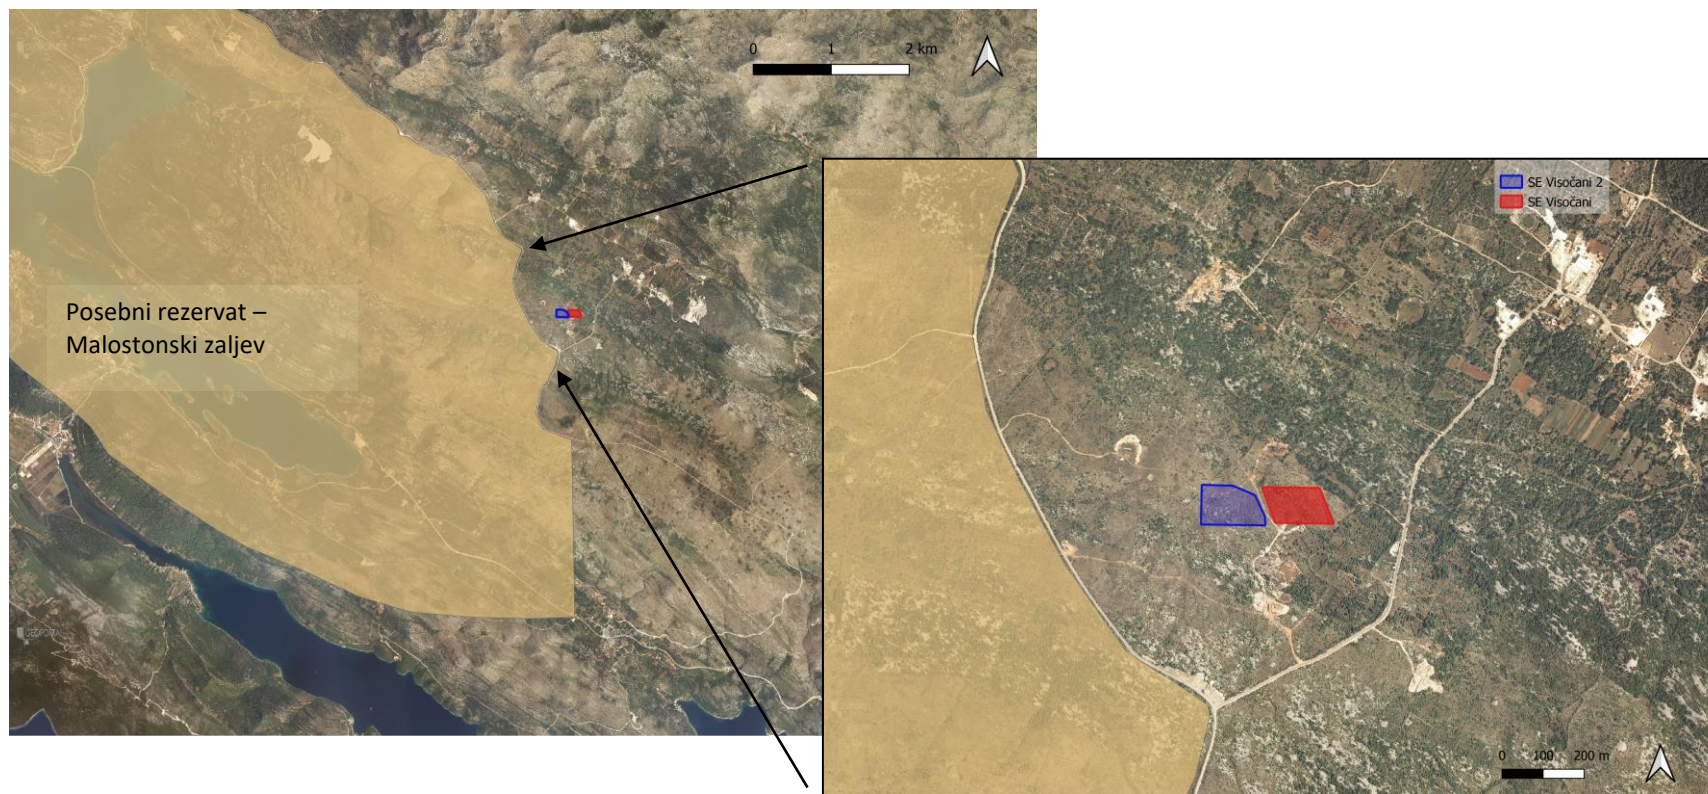 0 1 2 km
Posebni rezervat –
Malostonski zaljev
SE Visočani 2
SE Visočani
0 100 200 m